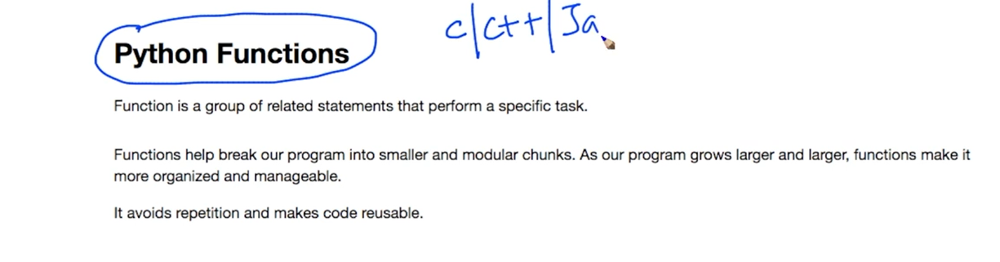 C/C++/Ja
Python Functions
Function is a group of related statements that perform a specific task.
Functions help break our program into smaller and modular chunks. As our program grows larger and larger, functions make it
more organized and manageable.
It avoids repetition and makes code reusable.